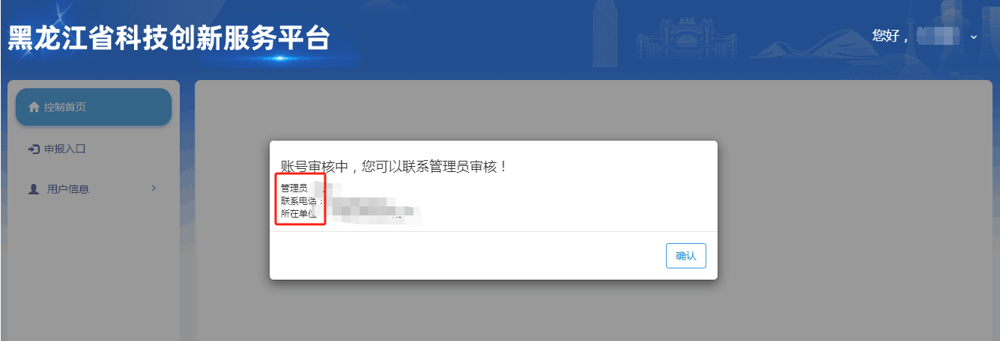 黑龙江省科技创新服务平台
您好，
控制首页
申报入口
用户信息
账号审核中，您可以联系管理员审核！
管理员
联系电话：
所在单位
确认